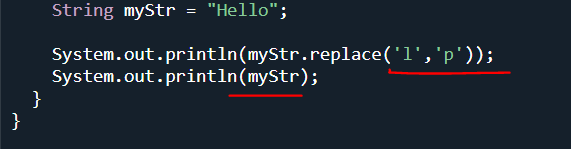 String myStr = "Hello";
System.out.println(myStr.replace('l','p'));
System.out.println(myStr);
}
}